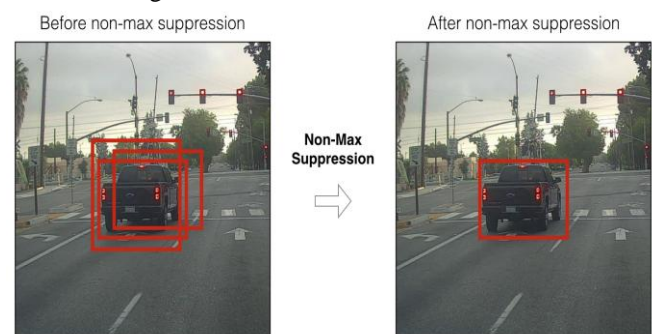 Before non-max suppression
After non-max suppression
Non-Max
Suppression